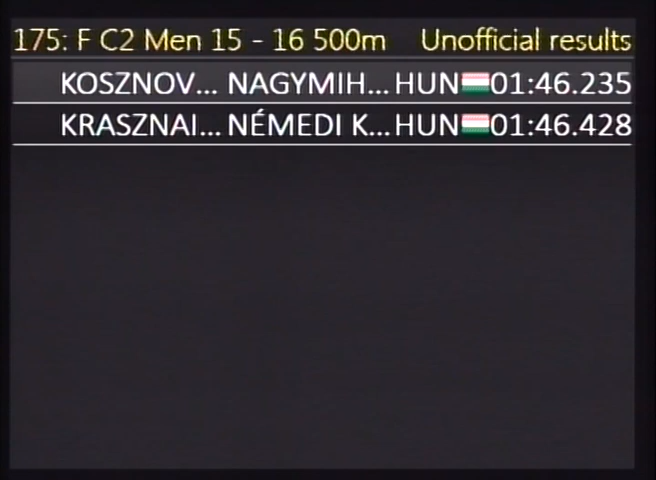 175: F C2 Men 15 - 16 500m Unofficial results
KOSZNOV... NAGYMIH... HUN 01:46.235
KRASZNAI... NÉMEDI K... HUN 01:46.428